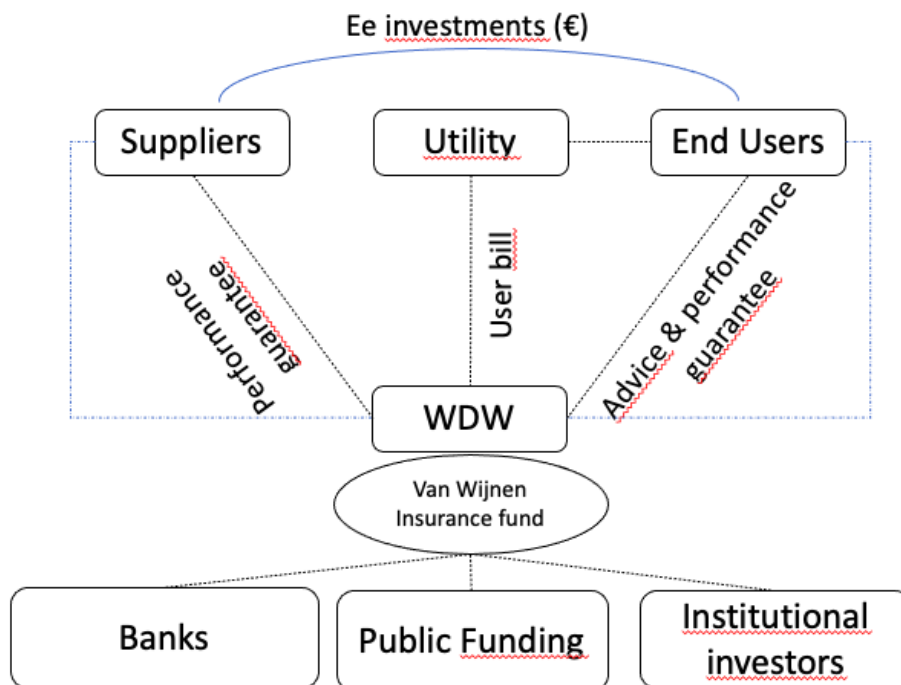 Ee investments (€)
Suppliers
Utility
End Users
Performance
guarantee
User bill
Advice & performance
guarantee
WDW
Van Wijnen
Insurance fund
Banks
Public Funding
Institutional
investors